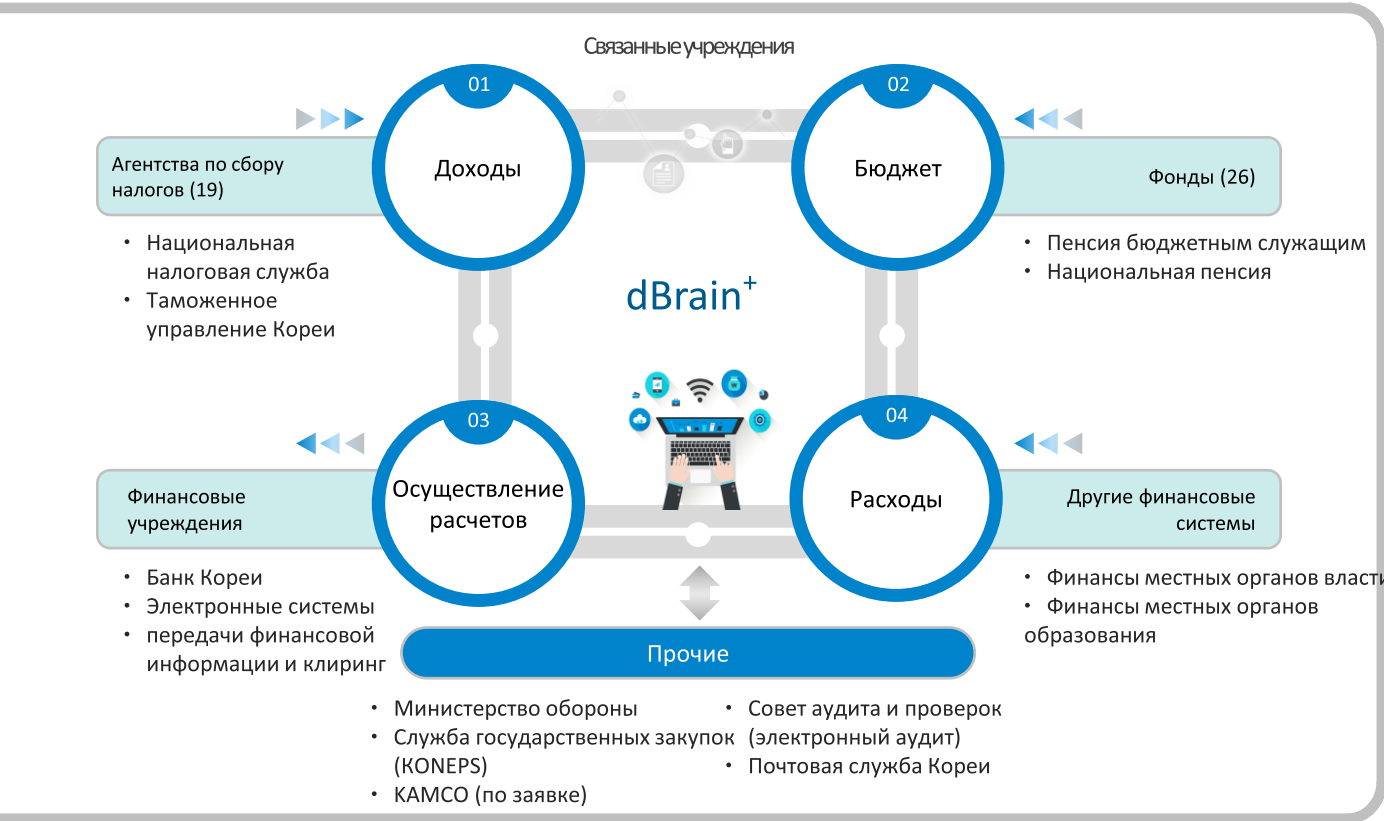 Связанные учреждения
01
Доходы
Агентства по сбору
налогов (19)
• Национальная
налоговая служба
• Таможенное
управление Кореи
02
Бюджет
Фонды (26)
• Пенсия бюджетным служащим
• Национальная пенсия
dBrain+
03
Осуществление
расчетов
Финансовые
учреждения
• Банк Кореи
• Электронные системы
• передачи финансовой
информации и клиринг
04
Расходы
Другие финансовые
системы
• Финансы местных органов власти
• Финансы местных органов
образования
Прочие
• Министерство обороны
• Служба государственных закупок
(KONEPS)
• KAMCO (по заявке)
• Совет аудита и проверок
(электронный аудит)
• Почтовая служба Кореи